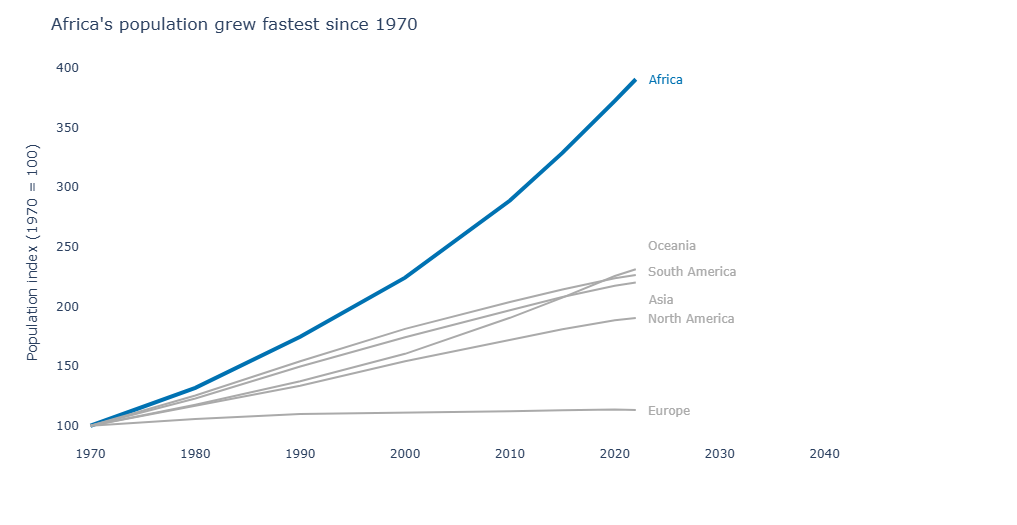 Africa's population grew fastest since 1970
Population index (1970 = 100)
400
350
300
250
200
150
100
Africa
Oceania
South America
Asia
North America
Europe
1970 1980 1990 2000 2010 2020 2030 2040